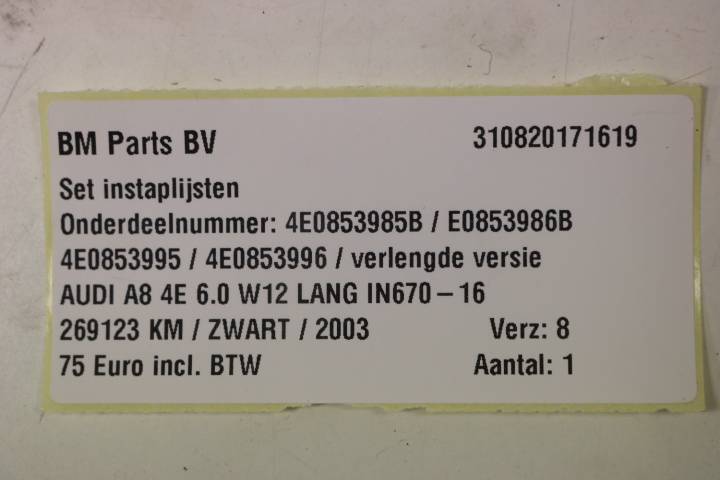 BM Parts BV 310820171619
Set instaplijsten
Onderdeelnummer: 4E0853985B / E0853986B
4E0853995 / 4E0853996 / verlengde versie
AUDI A8 4E 6.0 W12 LANG IN670 – 16
269123 KM / ZWART / 2003 Verz: 8
75 Euro incl. BTW Aantal: 1